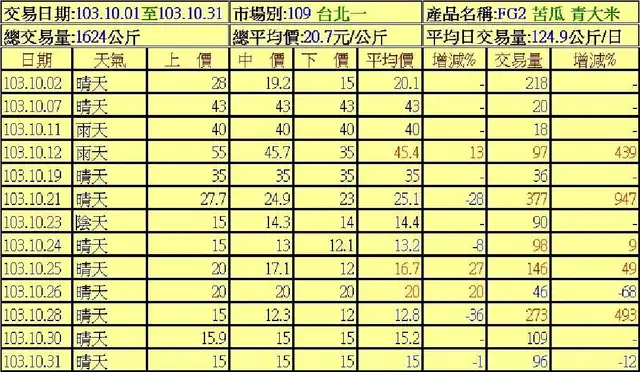 交易日期:103.10.01至103.10.31 市場別:109 台北一 產品名稱:FG2 苦瓜 青大米
總交易量:1624公斤 總平均價:20.7元/公斤 平均日交易量:124.9公斤/日
日期 天氣 上 價 中 價 下 價 平均價 增減% 交易量 增減%
103.10.02 晴天 28 19.2 15 20.1 - 218 -
103.10.07 晴天 43 43 43 43 - 20 -
103.10.11 雨天 40 40 40 40 - 18 -
103.10.12 雨天 55 45.7 35 45.4 13 97 439
103.10.19 晴天 35 35 35 35 - 36 -
103.10.21 晴天 27.7 24.9 23 25.1 -28 377 947
103.10.23 陰天 15 14.3 14 14.4 - 90 -
103.10.24 晴天 15 13 12.1 13.2 -8 98 9
103.10.25 晴天 20 17.1 12 16.7 27 146 49
103.10.26 晴天 20 20 20 20 20 46 -68
103.10.28 晴天 15 12.3 12 12.8 -36 273 493
103.10.30 晴天 15.9 15 15 15.2 - 109 -
103.10.31 晴天 15 15 15 15 -1 96 -12